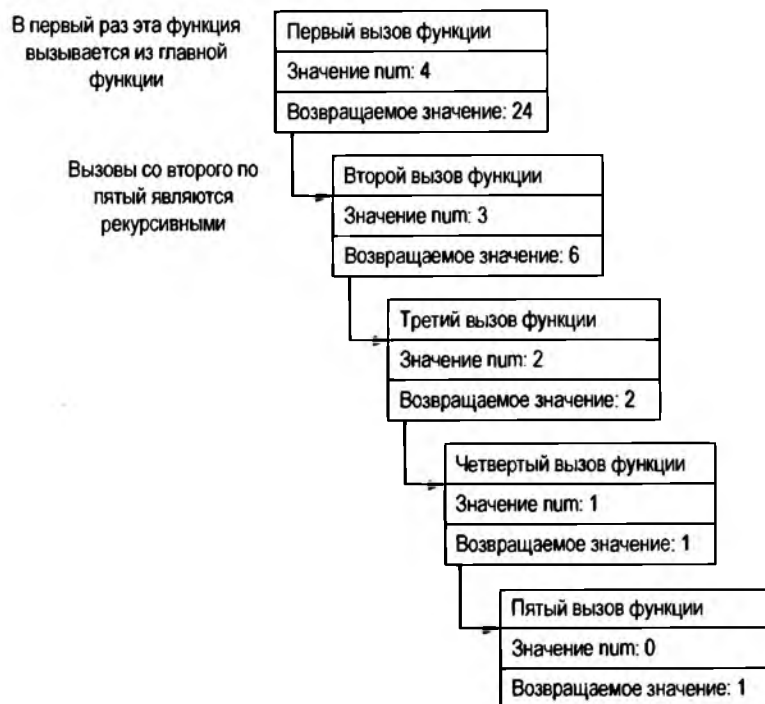 В первый раз эта функция
вызывается из главной
функции
Первый вызов функции
Значение num: 4
Возвращаемое значение: 24
Вызовы со второго по
пятый являются
рекурсивными
Второй вызов функции
Значение num: 3
Возвращаемое значение: 6
Третий вызов функции
Значение num: 2
Возвращаемое значение: 2
Четвертый вызов функции
Значение num: 1
Возвращаемое значение: 1
Пятый вызов функции
Значение num: 0
Возвращаемое значение: 1